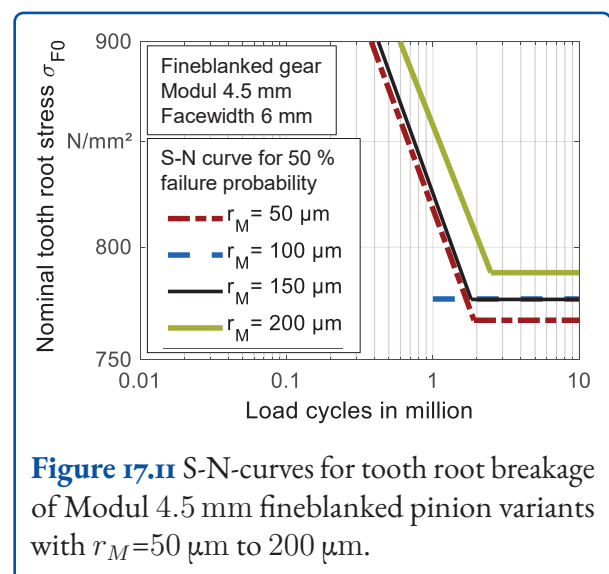 Nominal tooth root stress σF0
900
N/mm²
800
750
Fineblanked gear
Modul 4.5 mm
Facewidth 6 mm
S-N curve for 50 %
failure probability
rM= 50 µm
rM= 100 µm
rM= 150 µm
rM= 200 µm
0.01 0.1 1 10
Load cycles in million
Figure 17.11 S-N-curves for tooth root breakage
of Modul 4.5 mm fineblanked pinion variants
with rM=50 µm to 200 µm.